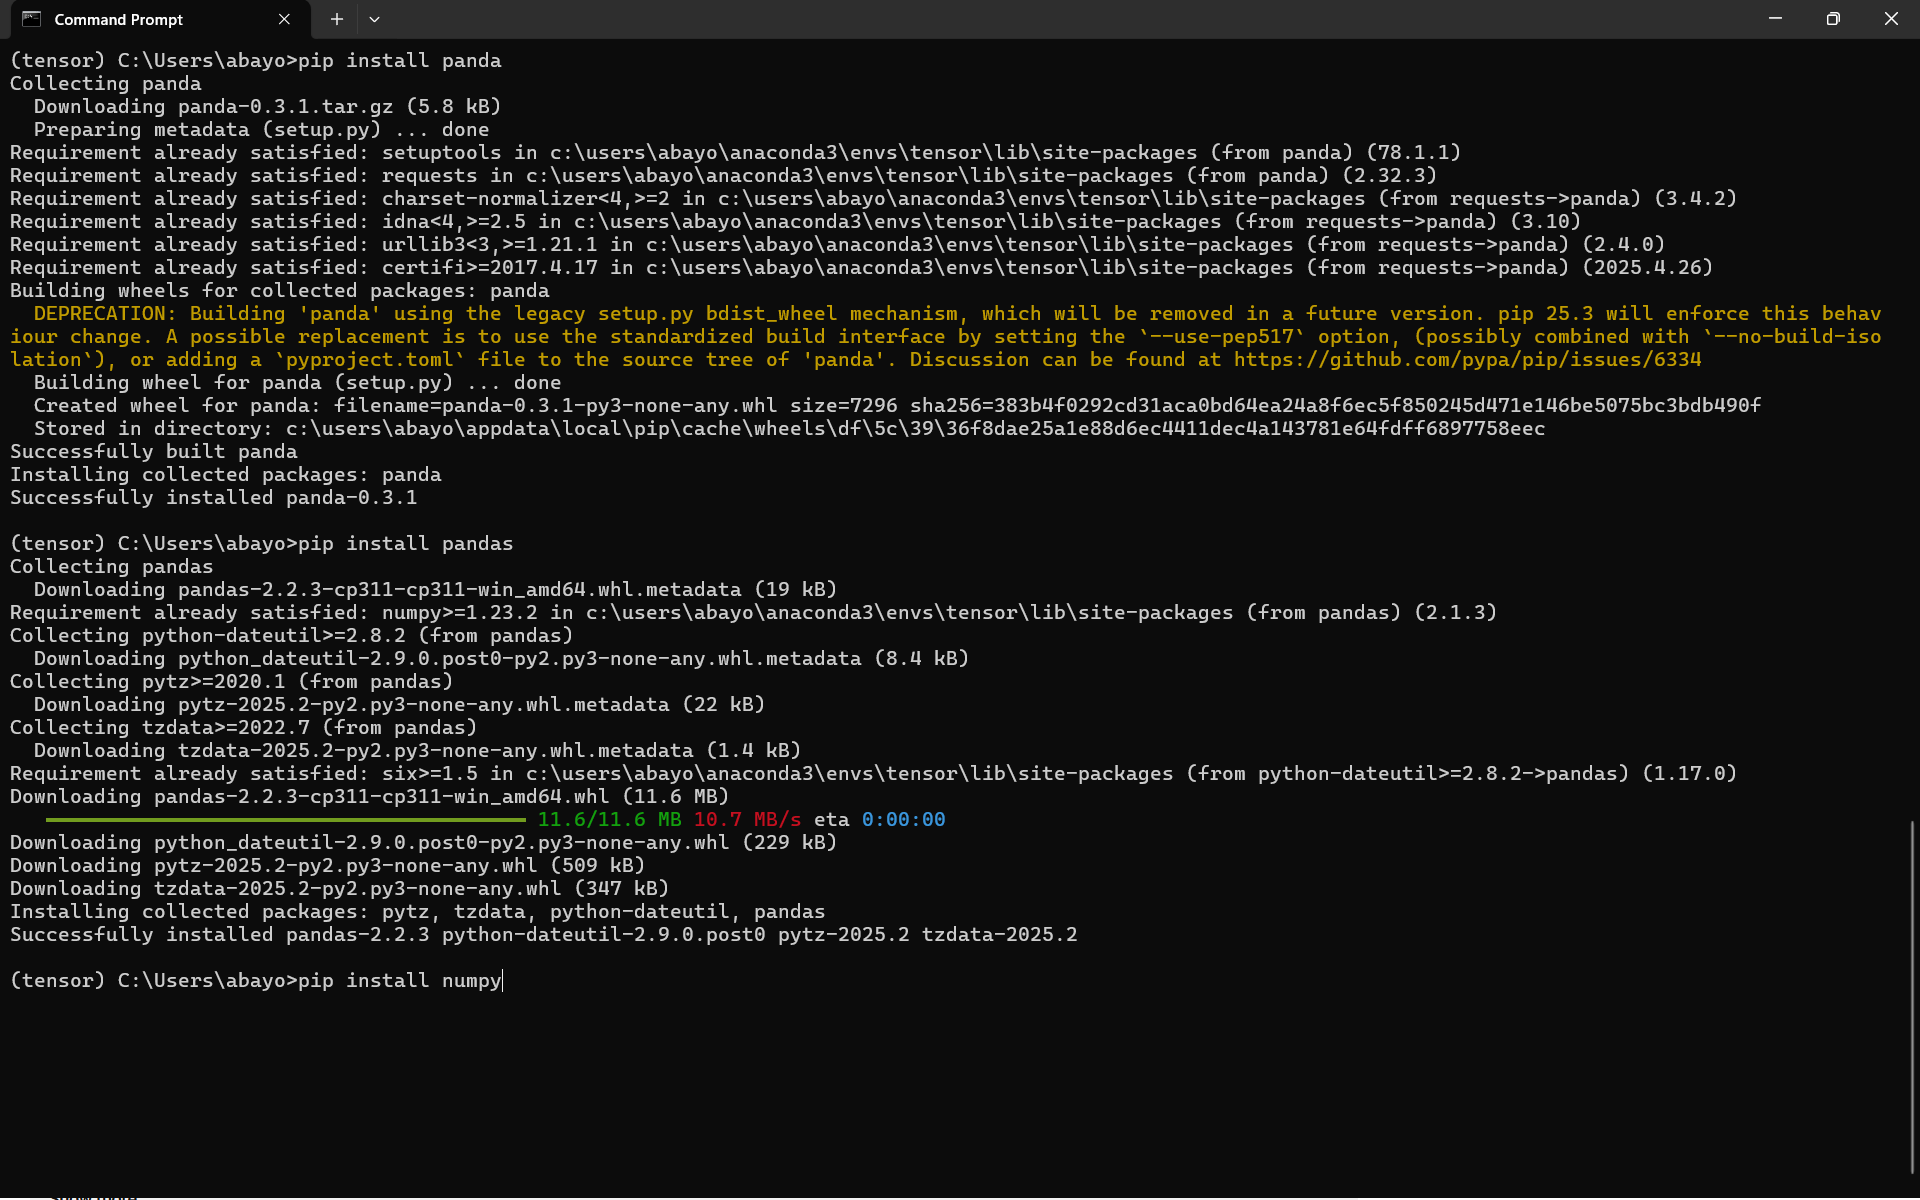 Command Prompt
(tensor) C:\Users\abayo>pip install panda
Collecting panda
  Downloading panda-0.3.1.tar.gz (5.8 kB)
  Preparing metadata (setup.py) ... done
Requirement already satisfied: setuptools in c:\users\abayo\anaconda3\envs\tensor\lib\site-packages (from panda) (78.1.1)
Requirement already satisfied: requests in c:\users\abayo\anaconda3\envs\tensor\lib\site-packages (from panda) (2.32.3)
Requirement already satisfied: charset-normalizer<4,>=2 in c:\users\abayo\anaconda3\envs\tensor\lib\site-packages (from requests->panda) (3.4.2)
Requirement already satisfied: idna<4,>=2.5 in c:\users\abayo\anaconda3\envs\tensor\lib\site-packages (from requests->panda) (3.10)
Requirement already satisfied: urllib3<3,>=1.21.1 in c:\users\abayo\anaconda3\envs\tensor\lib\site-packages (from requests->panda) (2.4.0)
Requirement already satisfied: certifi>=2017.4.17 in c:\users\abayo\anaconda3\envs\tensor\lib\site-packages (from requests->panda) (2025.4.26)
Building wheels for collected packages: panda
  DEPRECATION: Building 'panda' using the legacy setup.py bdist_wheel mechanism, which will be removed in a future version. pip 25.3 will enforce this behav
iour change. A possible replacement is to use the standardized build interface by setting the `--use-pep517` option, (possibly combined with `--no-build-iso
lation`), or adding a `pyproject.toml` file to the source tree of 'panda'. Discussion can be found at https://github.com/pypa/pip/issues/6334
  Building wheel for panda (setup.py) ... done
  Created wheel for panda: filename=panda-0.3.1-py3-none-any.whl size=7296 sha256=383b4f0292cd31aca0bd64ea24a8f6ec5f850245d471e146be5075bc3bdb490f
  Stored in directory: c:\users\abayo\appdata\local\pip\cache\wheels\df\5c\39\36f8dae25a1e88d6ec4411dec4a143781e64fdff6897758eec
Successfully built panda
Installing collected packages: panda
Successfully installed panda-0.3.1
(tensor) C:\Users\abayo>pip install pandas
Collecting pandas
  Downloading pandas-2.2.3-cp311-cp311-win_amd64.whl.metadata (19 kB)
Requirement already satisfied: numpy>=1.23.2 in c:\users\abayo\anaconda3\envs\tensor\lib\site-packages (from pandas) (2.1.3)
Collecting python-dateutil>=2.8.2 (from pandas)
  Downloading python_dateutil-2.9.0.post0-py2.py3-none-any.whl.metadata (8.4 kB)
Collecting pytz>=2020.1 (from pandas)
  Downloading pytz-2025.2-py2.py3-none-any.whl.metadata (22 kB)
Collecting tzdata>=2022.7 (from pandas)
  Downloading tzdata-2025.2-py2.py3-none-any.whl.metadata (1.4 kB)
Requirement already satisfied: six>=1.5 in c:\users\abayo\anaconda3\envs\tensor\lib\site-packages (from python-dateutil>=2.8.2->pandas) (1.17.0)
Downloading pandas-2.2.3-cp311-cp311-win_amd64.whl (11.6 MB)
11.6/11.6 MB 10.7 MB/s eta 0:00:00
Downloading python_dateutil-2.9.0.post0-py2.py3-none-any.whl (229 kB)
Downloading pytz-2025.2-py2.py3-none-any.whl (509 kB)
Downloading tzdata-2025.2-py2.py3-none-any.whl (347 kB)
Installing collected packages: pytz, tzdata, python-dateutil, pandas
Successfully installed pandas-2.2.3 python-dateutil-2.9.0.post0 pytz-2025.2 tzdata-2025.2
(tensor) C:\Users\abayo>pip install numpy